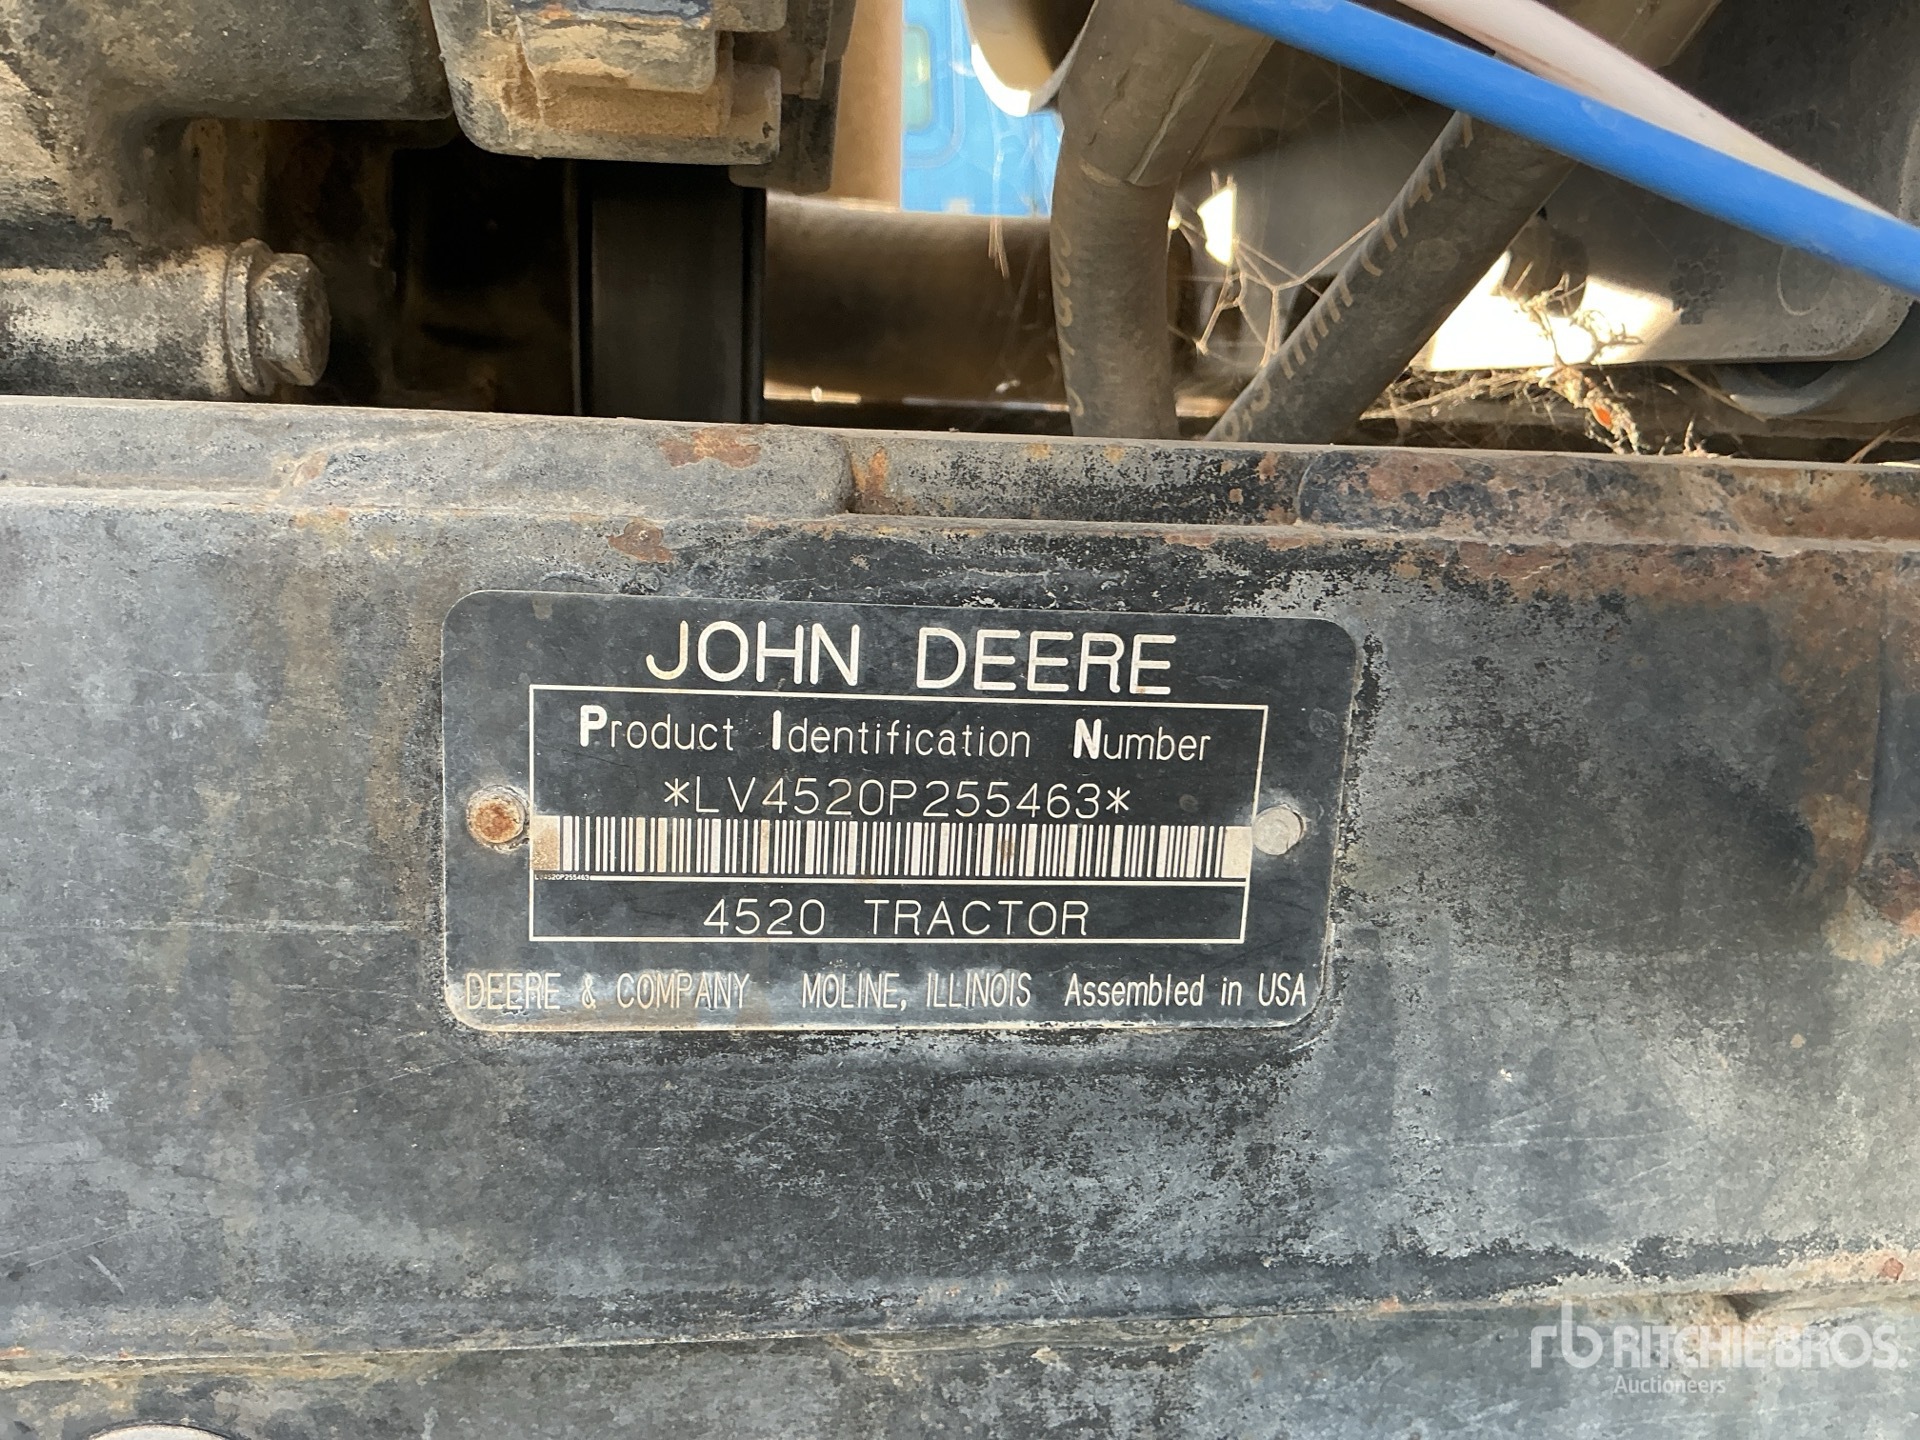 JOHN DEERE
Product Identification Number
*LV4520P255463*
LV4520P255463
4520 TRACTOR
DEERE & COMPANY MOLINE, ILLINOIS Assembled in USA
rb RITCHIE BROS.
Auctioneers